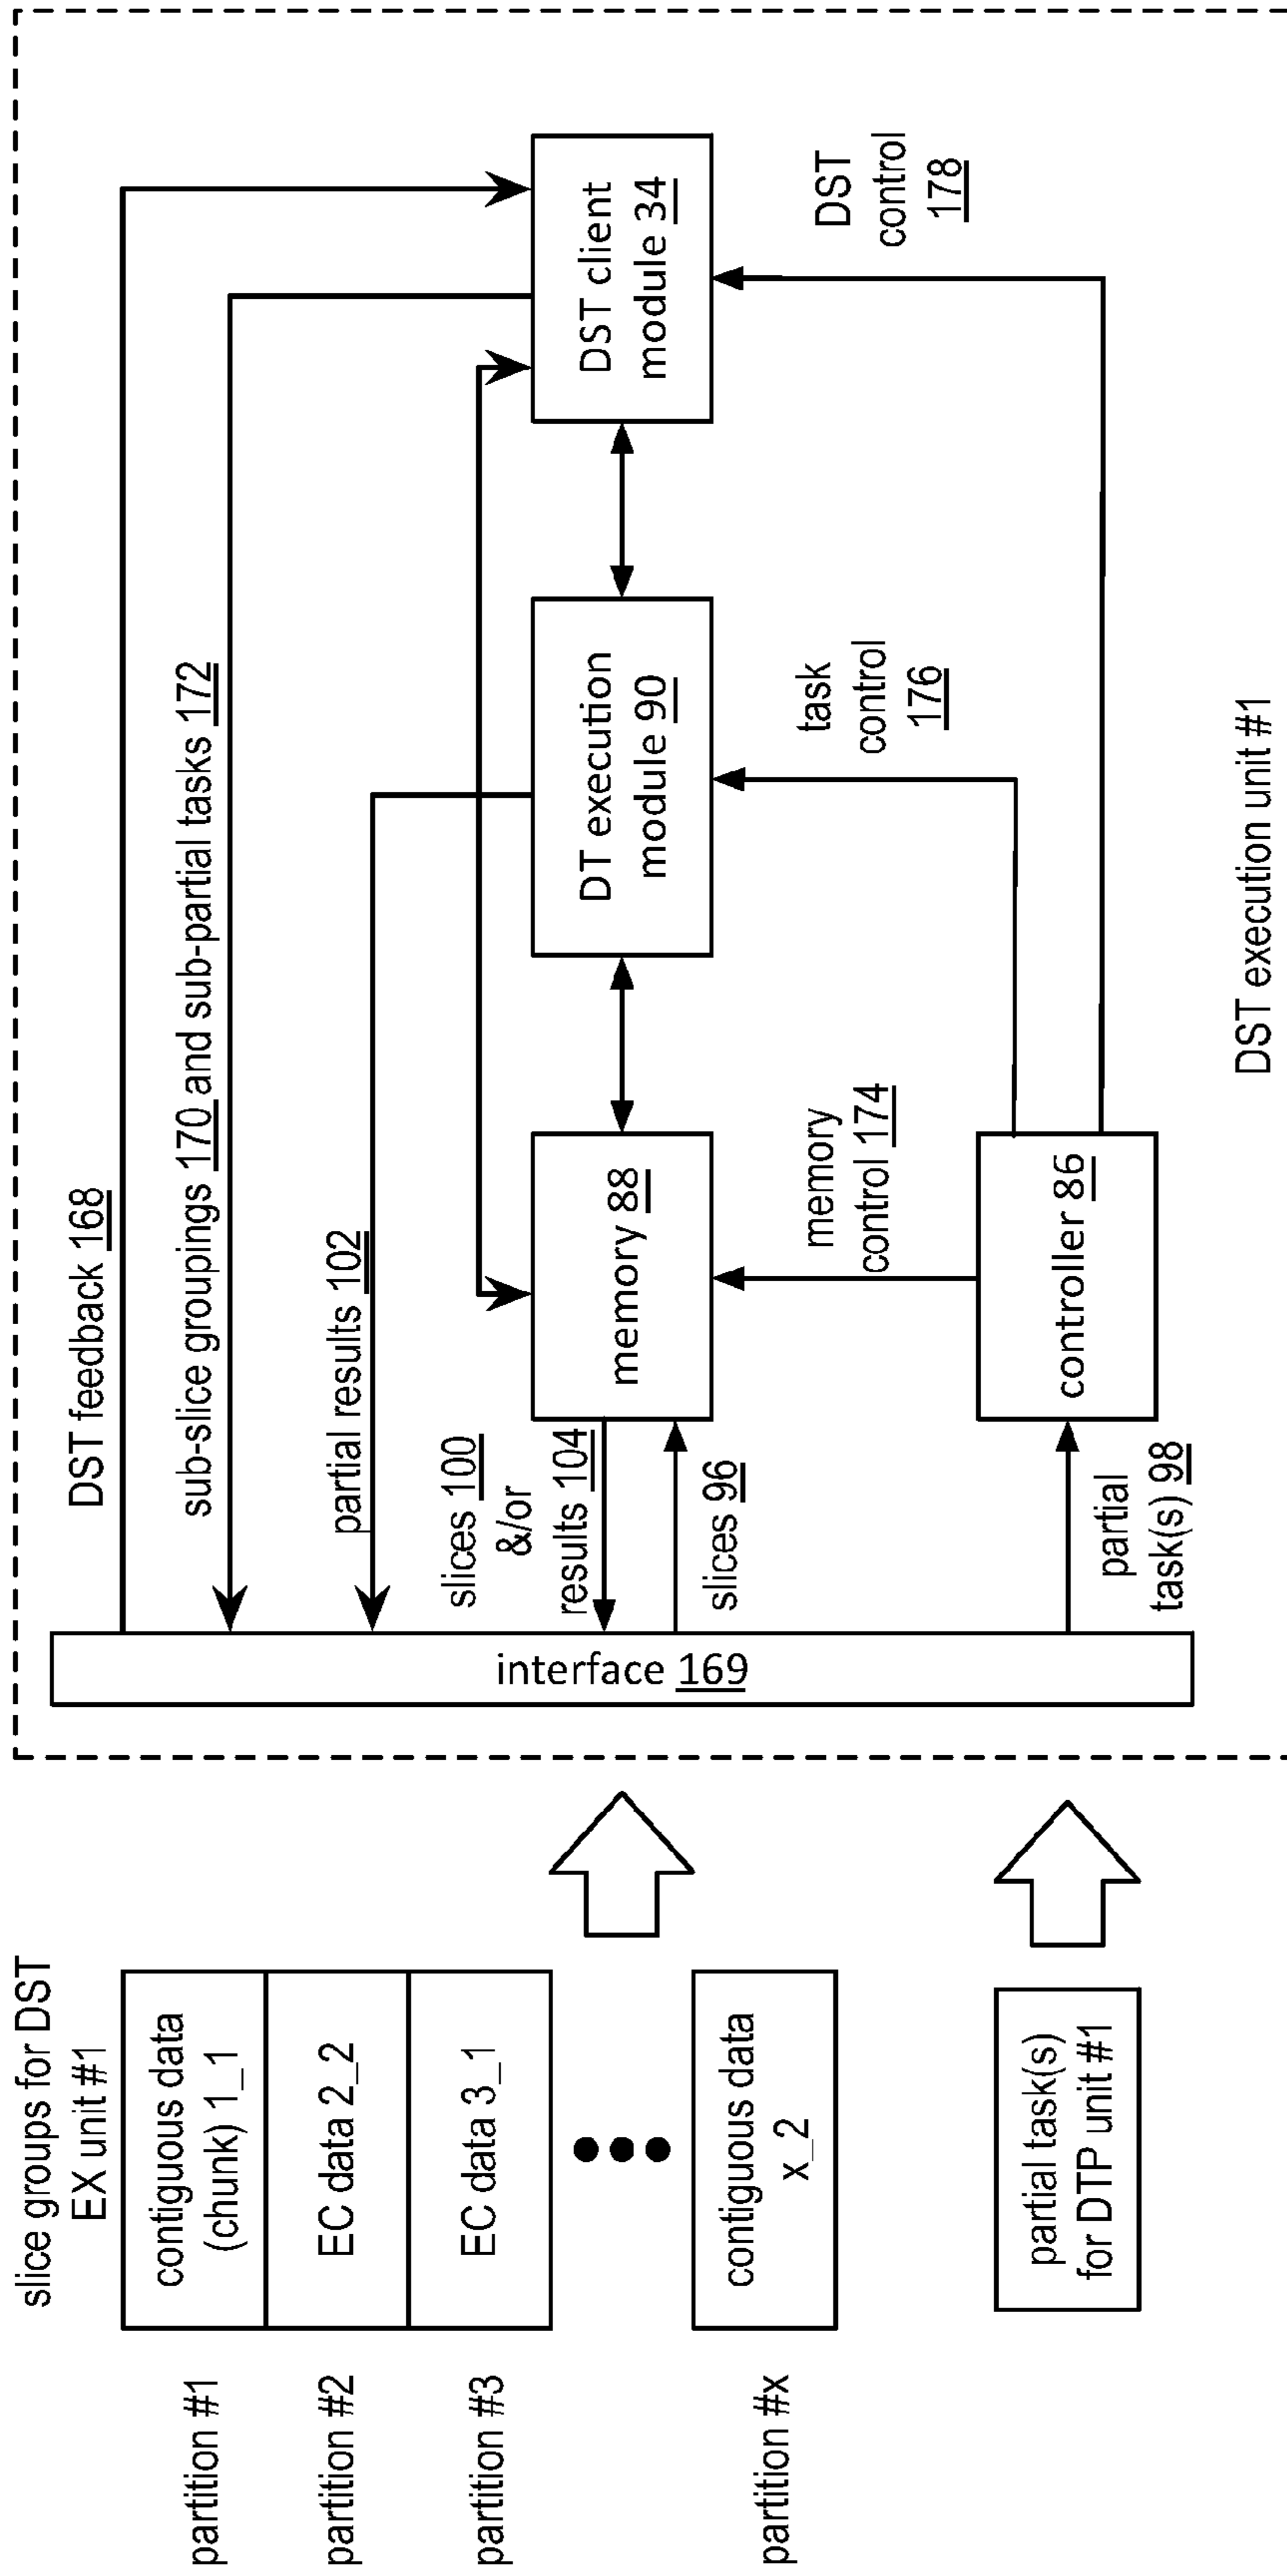 slice groups for DST
EX unit #1
partition #1
contiguous data
(chunk) 1_1
partition #2
EC data 2_2
partition #3
EC data 3_1
partition #x
contiguous data
x_2
partial task(s)
for DTP unit #1
interface 169
DST feedback 168
sub-slice groupings 170 and sub-partial tasks 172
partial results 102
slices 100
&/or
results 104
slices 96
partial
task(s) 98
memory 88
DT execution
module 90
DST client
module 34
memory
control 174
task
control
176
DST
control
178
controller 86
DST execution unit #1